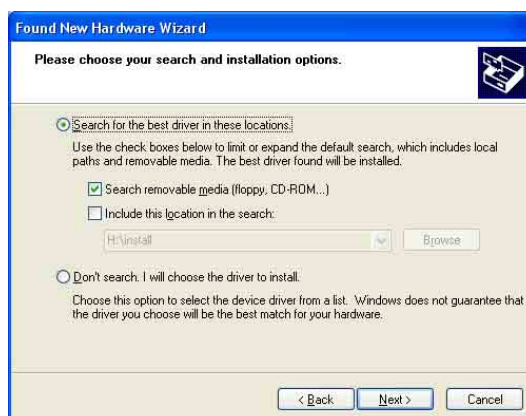 Found New Hardware Wizard
Please choose your search and installation options.
Search for the best driver in these locations.
Use the check boxes below to limit or expand the default search, which includes local
paths and removable media. The best driver found will be installed.
Search removable media (floppy, CD-ROM...)
Include this location in the search:
H:\install
Browse
Don't search. I will choose the driver to install.
Choose this option to select the device driver from a list. Windows does not guarantee that
the driver you choose will be the best match for your hardware.
< Back
Next >
Cancel